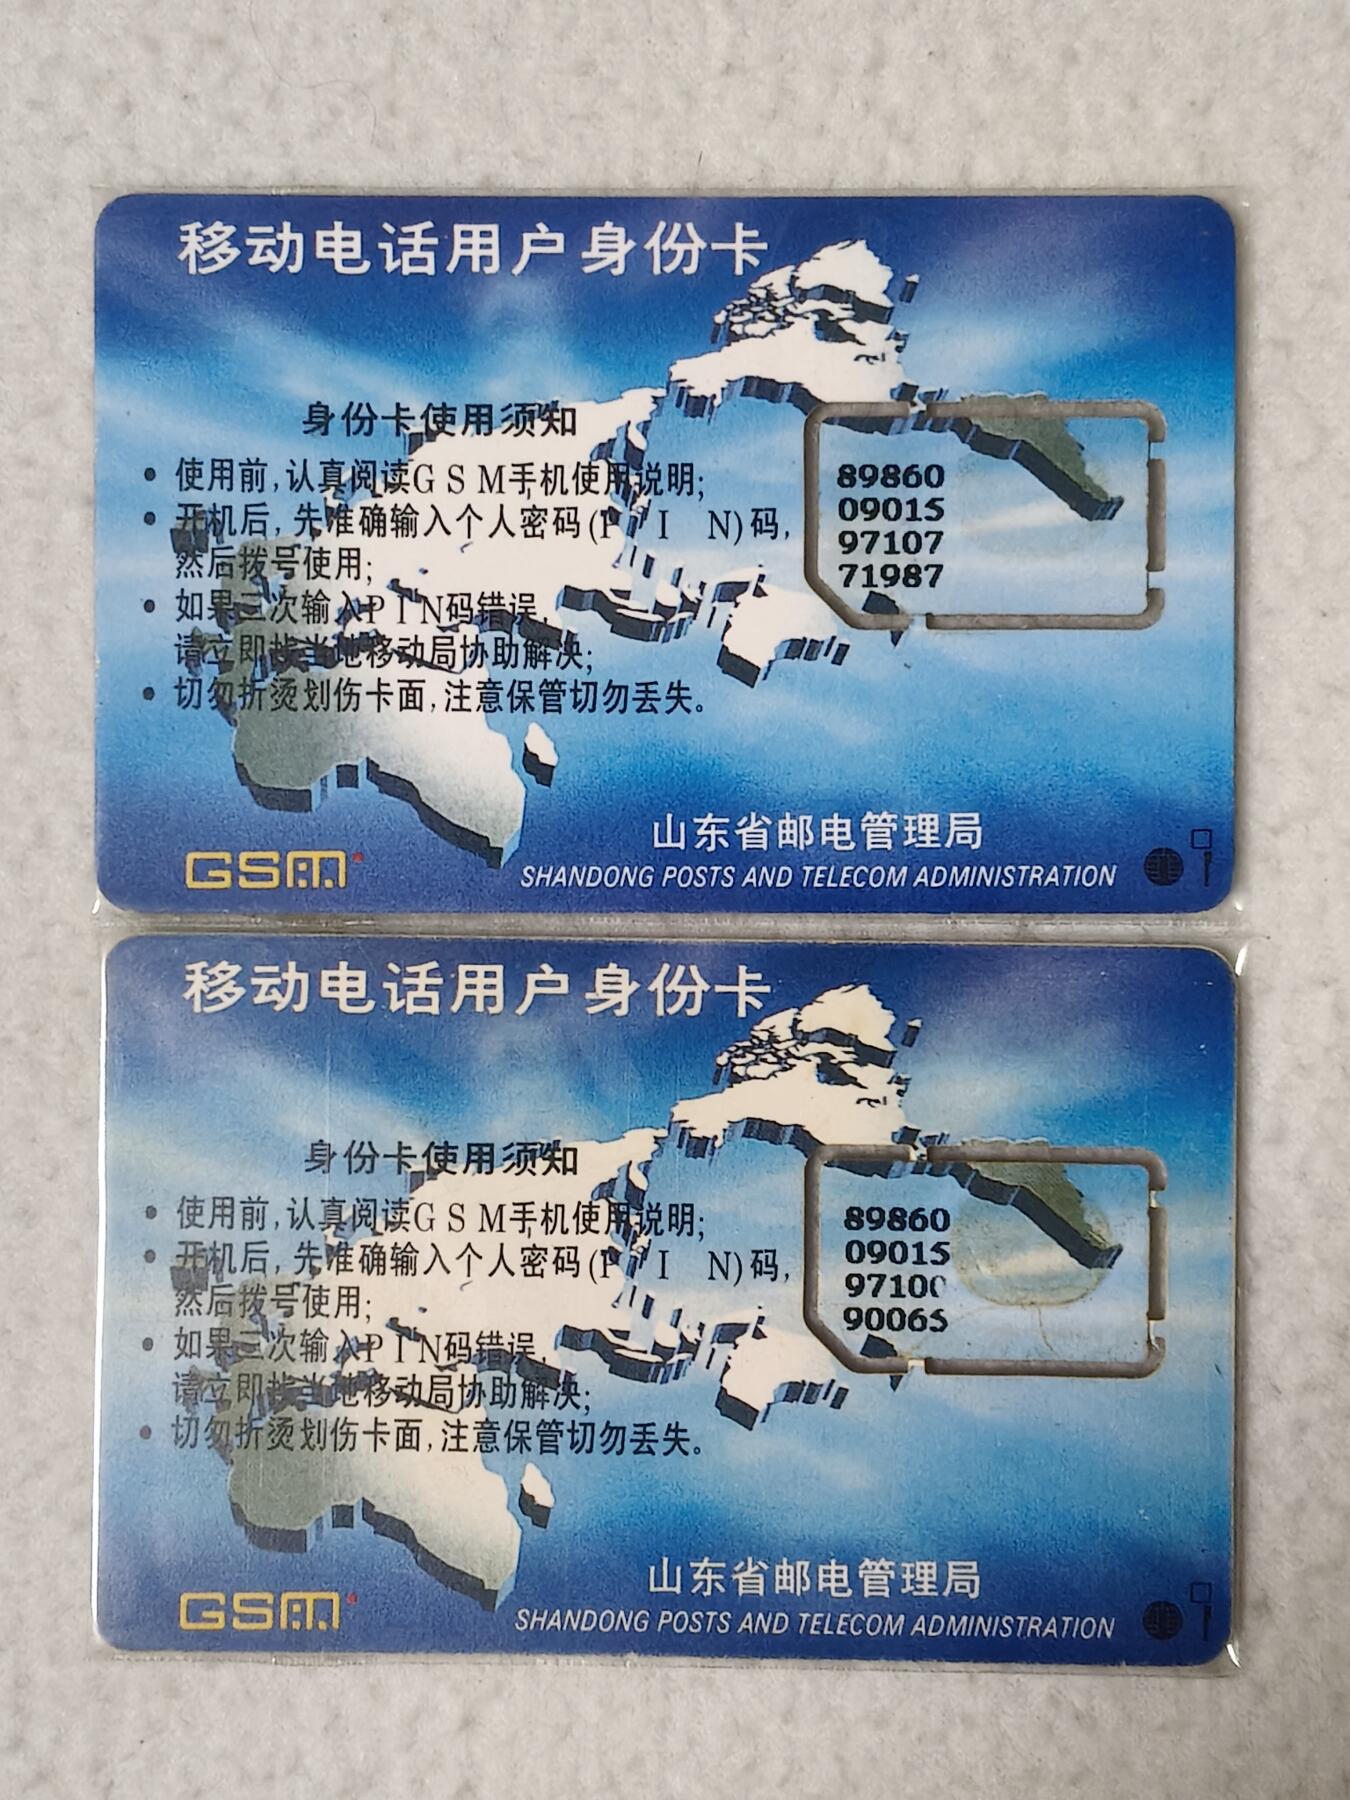 移动电话用户身份卡
身份卡使用须知
• 使用前,认真阅读GSM手机使用说明;
• 开机后,先准确输入个人密码(PIN)码,
然后拨号使用;
• 如果三次输入PIN码错误,
请立即找当地移动局协助解决;
• 切勿折烫划伤卡面,注意保管切勿丢失。
89860
09015
97107
71987
山东省邮电管理局
SHANDONG POSTS AND TELECOM ADMINISTRATION
GSM
移动电话用户身份卡
身份卡使用须知
• 使用前,认真阅读GSM手机使用说明;
• 开机后,先准确输入个人密码(PIN)码,
然后拨号使用;
• 如果三次输入PIN码错误,
请立即找当地移动局协助解决;
• 切勿折烫划伤卡面,注意保管切勿丢失。
89860
09015
97100
90065
山东省邮电管理局
SHANDONG POSTS AND TELECOM ADMINISTRATION
GSM